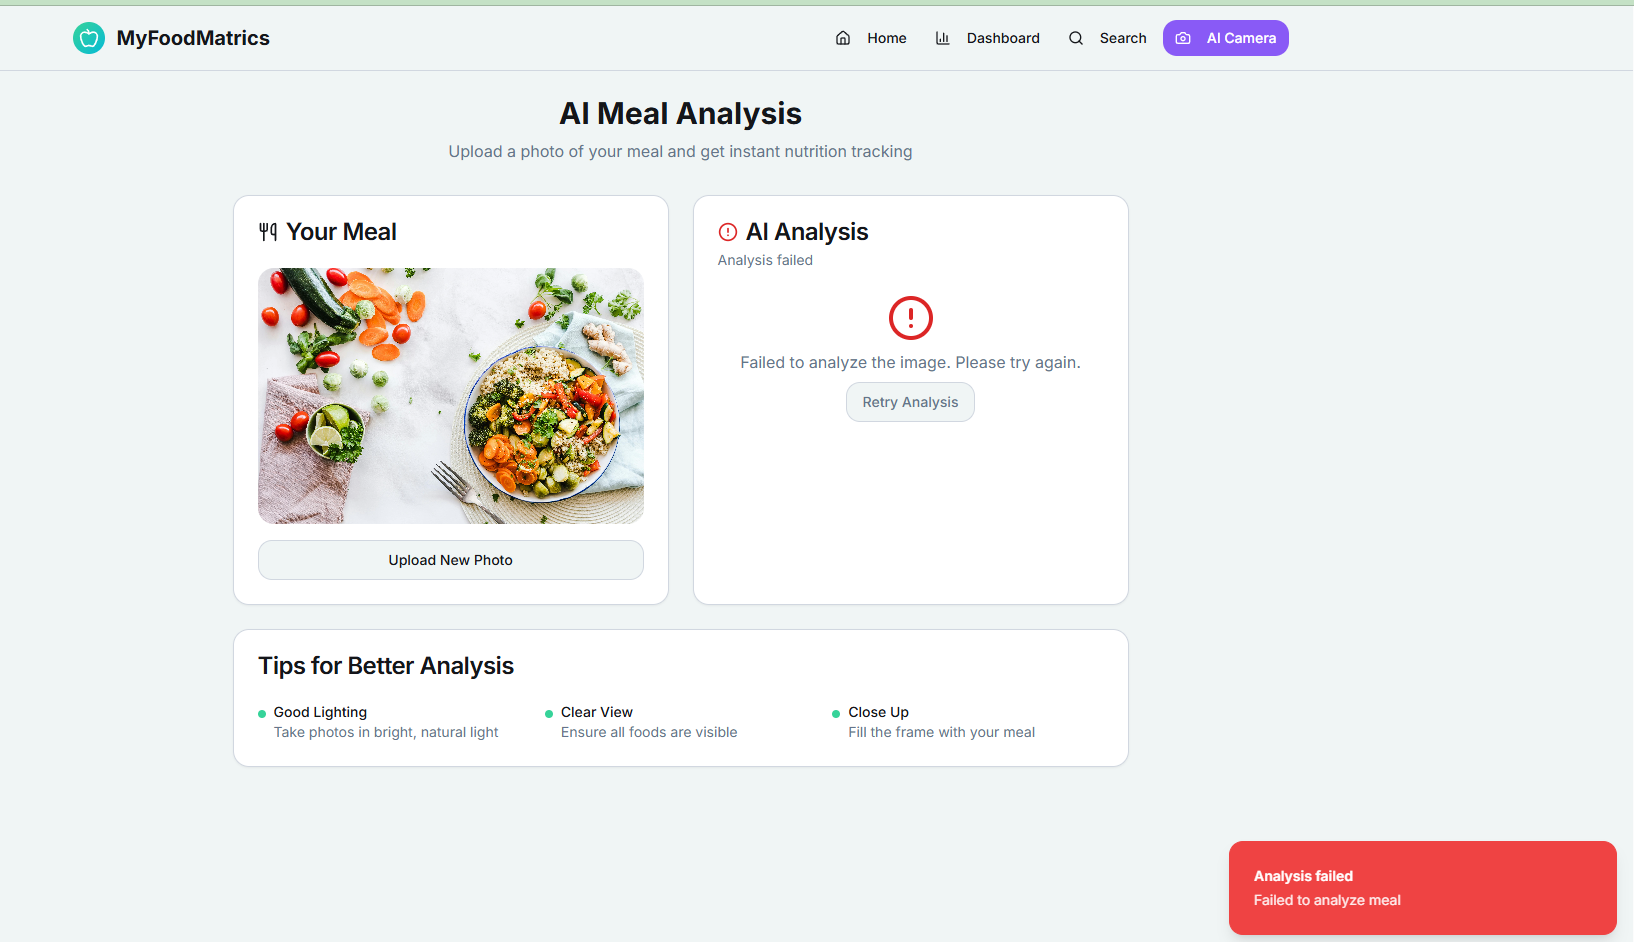 MyFoodMatrics
Home
Dashboard
Search
AI Camera
AI Meal Analysis
Upload a photo of your meal and get instant nutrition tracking
Your Meal
Upload New Photo
AI Analysis
Analysis failed
Failed to analyze the image. Please try again.
Retry Analysis
Tips for Better Analysis
Good Lighting
Take photos in bright, natural light
Clear View
Ensure all foods are visible
Close Up
Fill the frame with your meal
Analysis failed
Failed to analyze meal